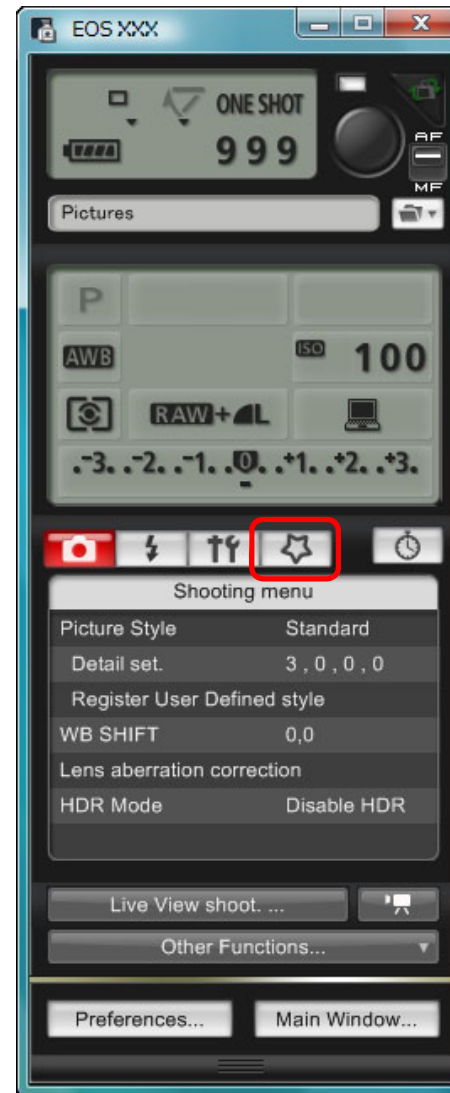 EOS XXX
ONE SHOT
999
AF
MF
Pictures
P
AWB
ISO 100
RAW+L
.-3. .-2. .-1. .0. .+1. .+2. .+3.
Shooting menu
Picture Style Standard
Detail set. 3 , 0 , 0 , 0
Register User Defined style
WB SHIFT 0,0
Lens aberration correction
HDR Mode Disable HDR
Live View shoot. ...
Other Functions...
Preferences... Main Window...